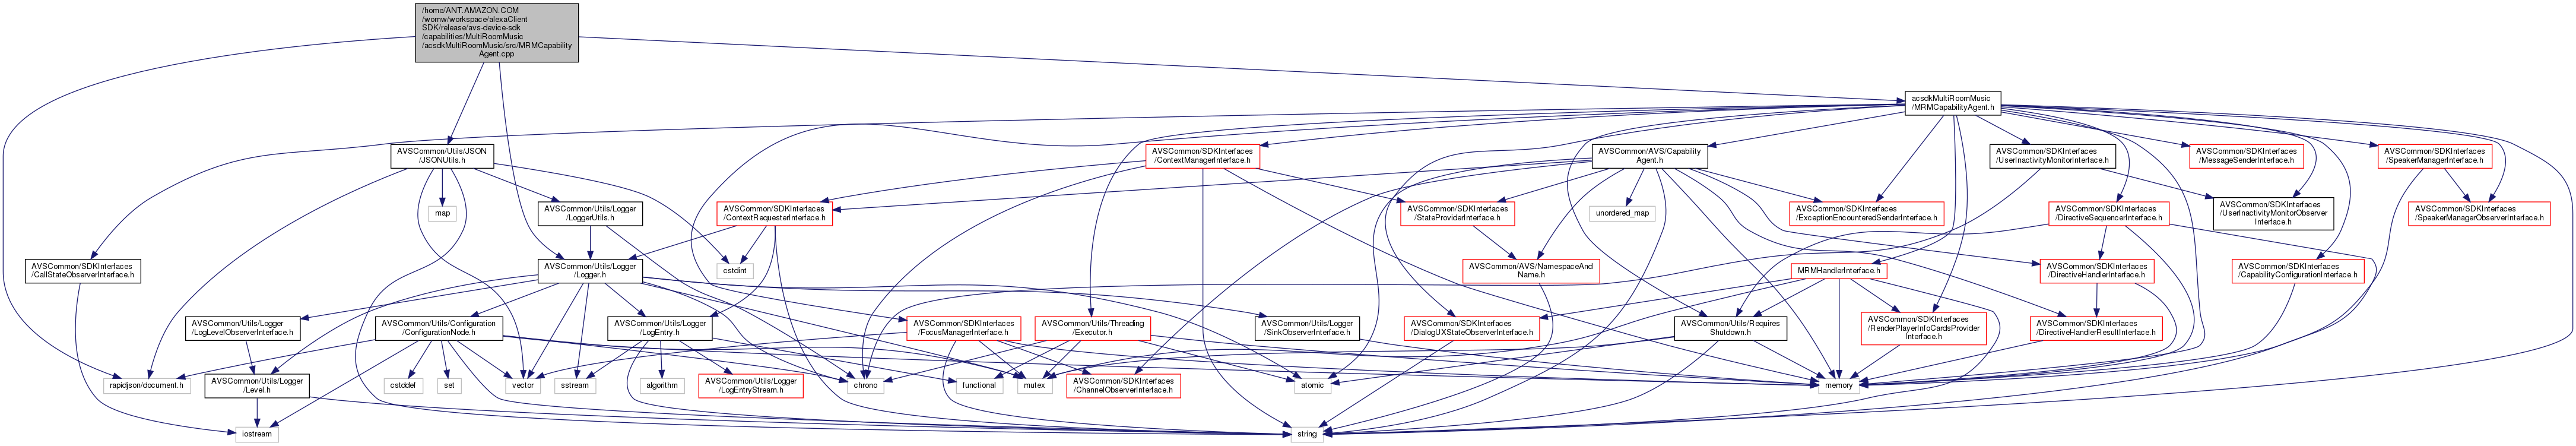 /home/ANT.AMAZON.COM
/womw/workspace/alexaClient
SDK/release/avs-device-sdk
/capabilities/MultiRoomMusic
/acsdkMultiRoomMusic/src/MRMCapability
Agent.cpp
acsdkMultiRoomMusic
/MRMCapabilityAgent.h
AVSCommon/Utils/JSON
/JSONUtils.h
AVSCommon/SDKInterfaces
/ContextManagerInterface.h
AVSCommon/AVS/Capability
Agent.h
AVSCommon/SDKInterfaces
/UserInactivityMonitorInterface.h
AVSCommon/SDKInterfaces
/MessageSenderInterface.h
AVSCommon/SDKInterfaces
/SpeakerManagerInterface.h
map
AVSCommon/Utils/Logger
/LoggerUtils.h
AVSCommon/SDKInterfaces
/ContextRequesterInterface.h
AVSCommon/SDKInterfaces
/StateProviderInterface.h
unordered_map
AVSCommon/SDKInterfaces
/ExceptionEncounteredSenderInterface.h
AVSCommon/SDKInterfaces
/DirectiveSequencerInterface.h
AVSCommon/SDKInterfaces
/UserInactivityMonitorObserver
Interface.h
AVSCommon/SDKInterfaces
/SpeakerManagerObserverInterface.h
AVSCommon/SDKInterfaces
/CallStateObserverInterface.h
AVSCommon/Utils/Logger
/Logger.h
cstdint
AVSCommon/AVS/NamespaceAnd
Name.h
MRMHandlerInterface.h
AVSCommon/SDKInterfaces
/DirectiveHandlerInterface.h
AVSCommon/SDKInterfaces
/CapabilityConfigurationInterface.h
AVSCommon/Utils/Logger
/LogLevelObserverInterface.h
AVSCommon/Utils/Configuration
/ConfigurationNode.h
AVSCommon/Utils/Logger
/LogEntry.h
AVSCommon/SDKInterfaces
/FocusManagerInterface.h
AVSCommon/Utils/Threading
/Executor.h
AVSCommon/Utils/Logger
/SinkObserverInterface.h
AVSCommon/SDKInterfaces
/DialogUXStateObserverInterface.h
AVSCommon/Utils/Requires
Shutdown.h
AVSCommon/SDKInterfaces
/RenderPlayerInfoCardsProvider
Interface.h
AVSCommon/SDKInterfaces
/DirectiveHandlerResultInterface.h
rapidjson/document.h
AVSCommon/Utils/Logger
/Level.h
cstddef
set
vector
sstream
algorithm
AVSCommon/Utils/Logger
/LogEntryStream.h
chrono
functional
mutex
AVSCommon/SDKInterfaces
/ChannelObserverInterface.h
atomic
memory
iostream
string